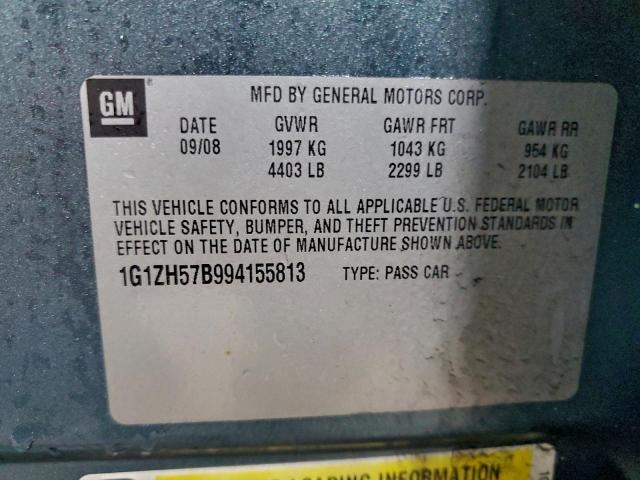 GM
MFD BY GENERAL MOTORS CORP.
DATE GVWR GAWR FRT GAWR RR
09/08 1997 KG 1043 KG 954 KG
4403 LB 2299 LB 2104 LB
THIS VEHICLE CONFORMS TO ALL APPLICABLE U.S. FEDERAL MOTOR
VEHICLE SAFETY, BUMPER, AND THEFT PREVENTION STANDARDS IN
EFFECT ON THE DATE OF MANUFACTURE SHOWN ABOVE.
1G1ZH57B994155813 TYPE: PASS CAR
LOADING INFORMATION